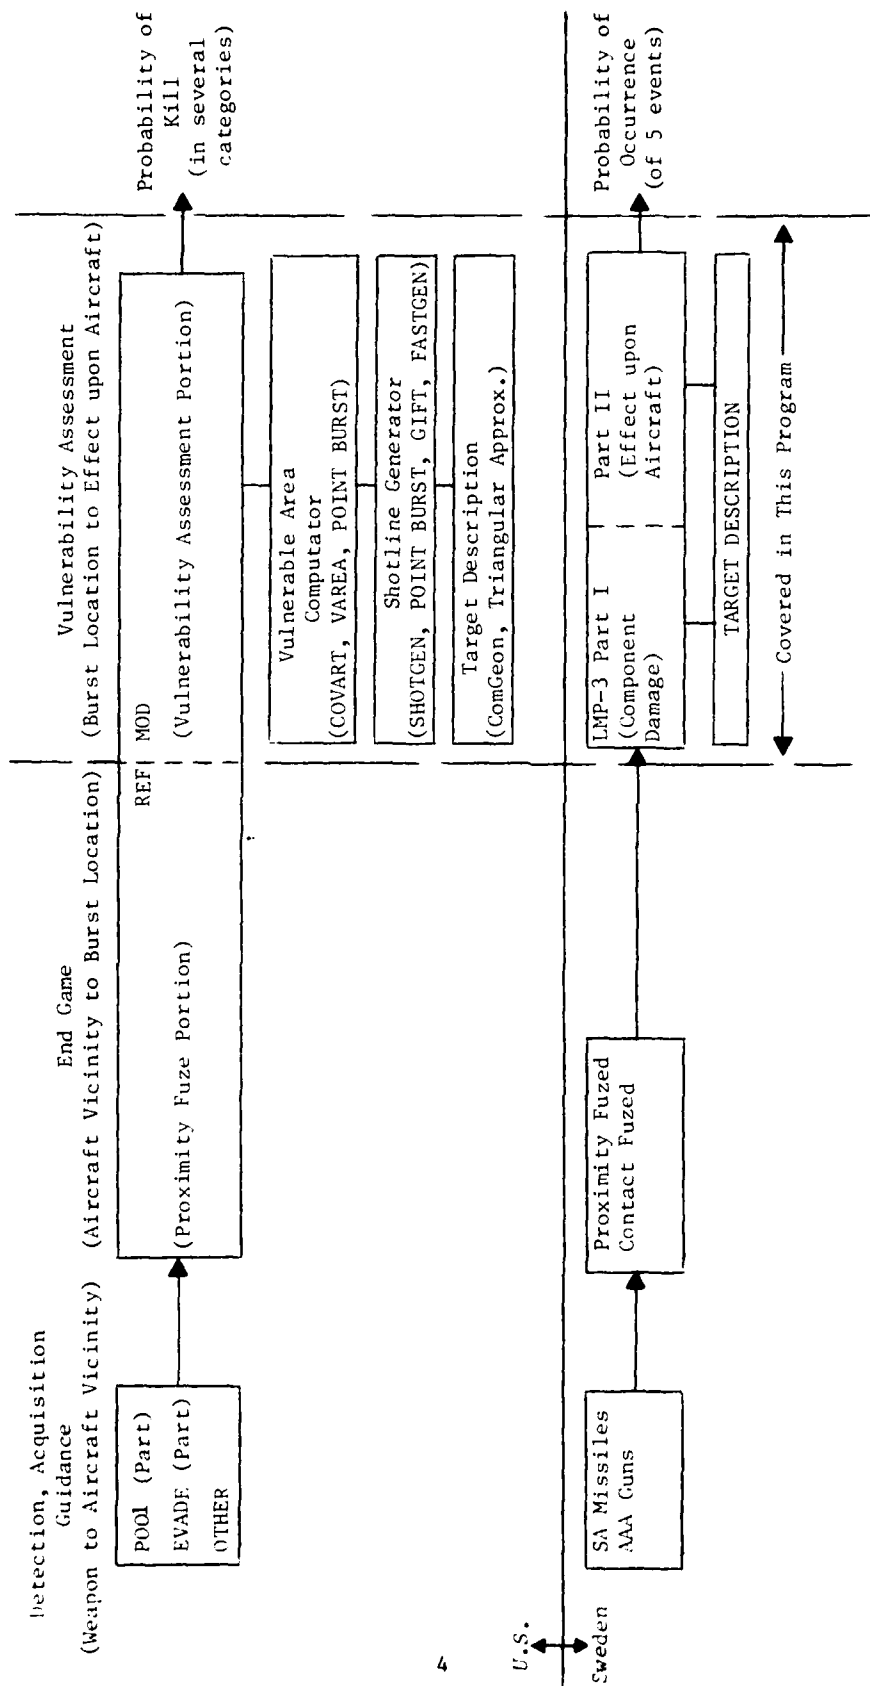 Detection, Acquisition
Guidance
(Weapon to Aircraft Vicinity)
End Game
(Aircraft Vicinity to Burst Location)
Vulnerability Assessment
(Burst Location to Effect upon Aircraft)
POO1 (Part)
EVADE (Part)
OTHER
REF MOD
(Proximity Fuze Portion)
(Vulnerability Assessment Portion)
Probability of
Kill
(in several
categories)
Vulnerable Area
Computator
(COVART, VAREA, POINT BURST)
Shotline Generator
(SHOTGEN, POINT BURST, GIFT, FASTGEN)
Target Description
(ComGeon, Triangular Approx.)
4
U.S.
Sweden
SA Missiles
AAA Guns
Proximity Fuzed
Contact Fuzed
LMP-3 Part I
(Component
Damage)
Part II
(Effect upon
Aircraft)
Probability of
Occurrence
(of 5 events)
TARGET DESCRIPTION
Covered in This Program